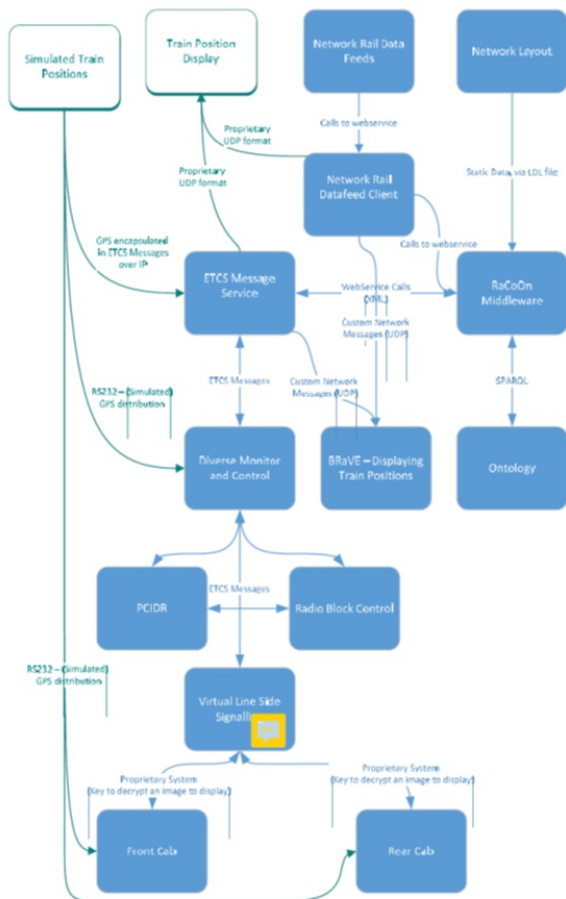 Simulated Train
Positions
Train Position
Display
Network Rail Data
Feeds
Network Layout
Calls to webservice
Proprietary
UDP format
Proprietary
UDP format
Network Rail
Datafeed Client
Static Data, via LDL file
GPS encapsulated
in ETCS Messages
over IP
Calls to webservice
ETCS Message
Service
WebService Calls
(XML)
RaCoOn
Middleware
Custom Network
Messages (UDP)
ETCS Messages
Custom Network
Messages (UDP)
SPARQL
RS232 – (Simulated)
GPS distribution
Diverse Monitor
and Control
BRaVE – Displaying
Train Positions
Ontology
PCIDR
ETCS Messages
Radio Block Control
RS232 – (Simulated)
GPS distribution
Virtual Line Side
Proprietary System
(Key to decrypt an image to display)
Proprietary System
(Key to decrypt an image to display)
Front Cab
Rear Cab